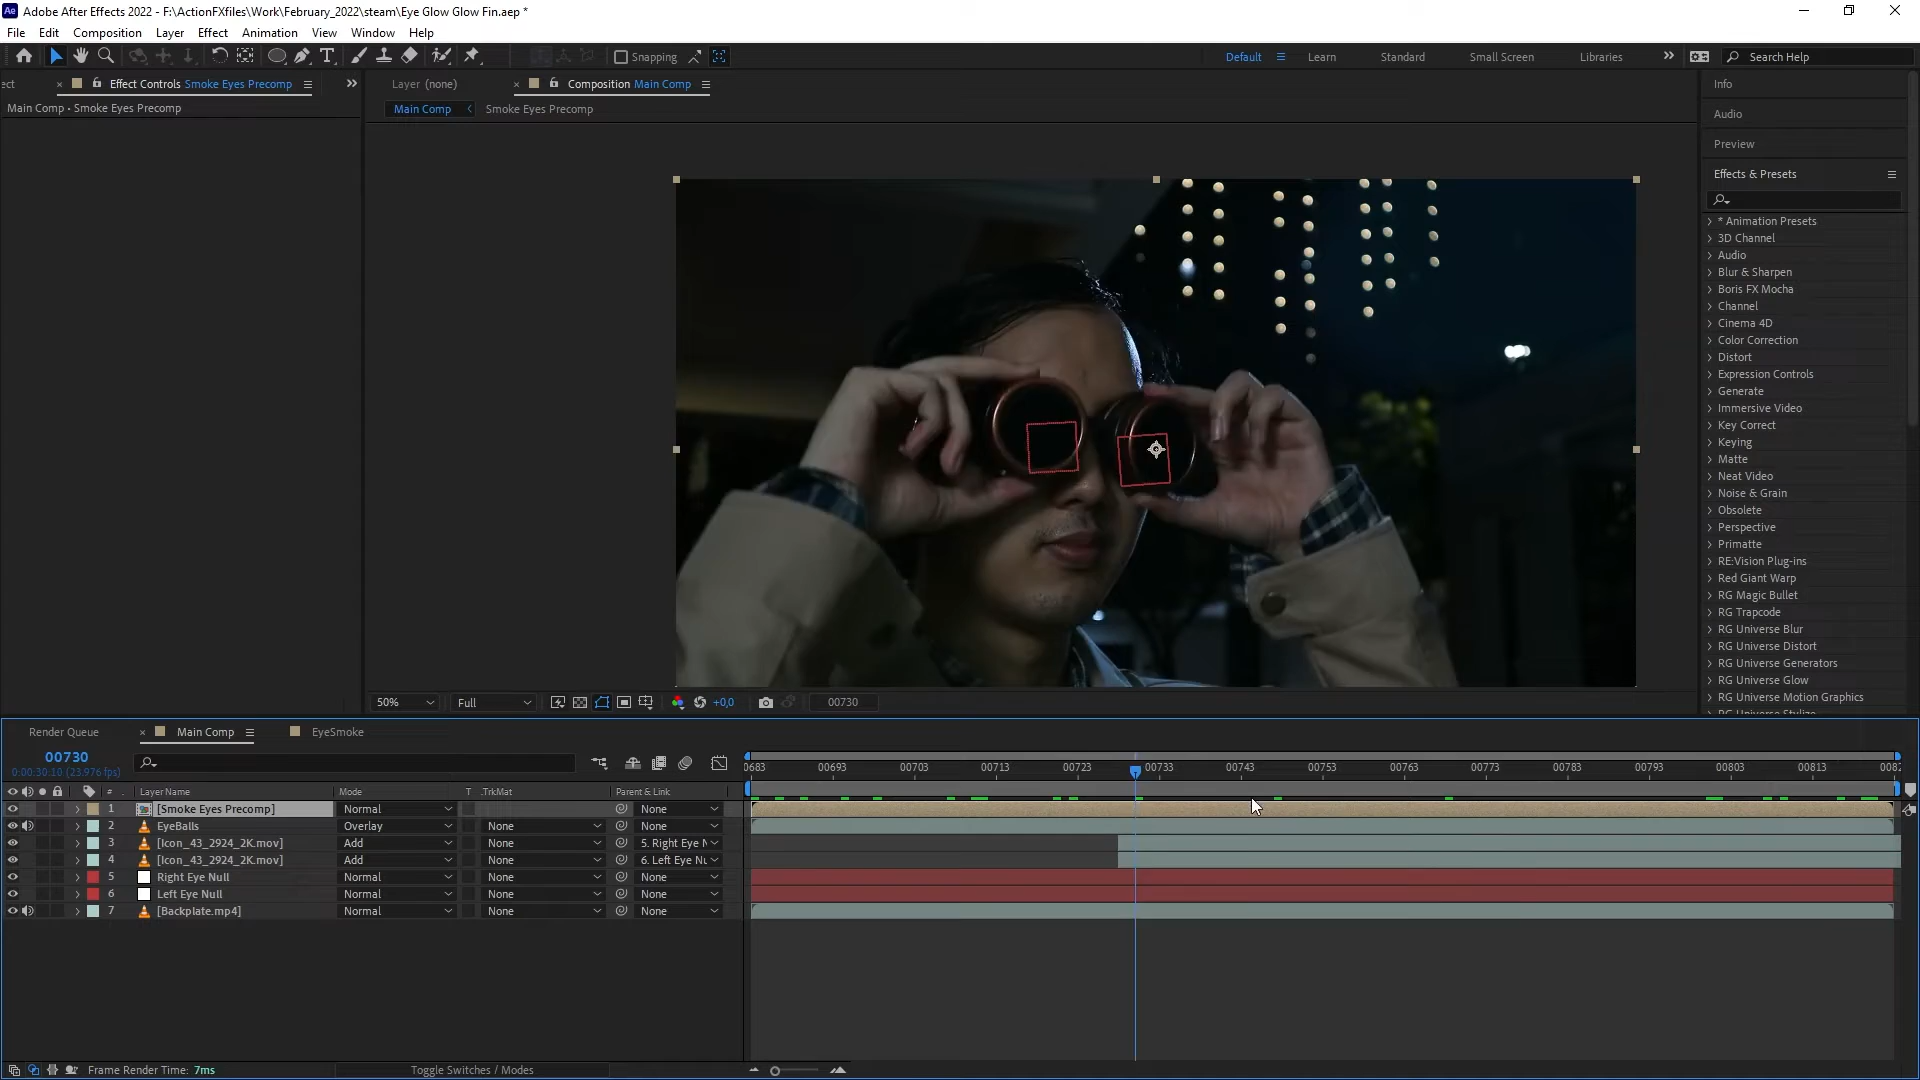 Adobe After Effects 2022 - F:\ActionFXfiles\Work\February_2022\steam\Eye Glow Glow Fin.aep *
File Edit Composition Layer Effect Animation View Window Help
Snapping
Default Learn Standard Small Screen Libraries Search Help
ect Effect Controls Smoke Eyes Precomp
Layer (none) Composition Main Comp
Main Comp • Smoke Eyes Precomp
Main Comp Smoke Eyes Precomp
Info
Audio
Preview
Effects & Presets
* Animation Presets
3D Channel
Audio
Blur & Sharpen
Boris FX Mocha
Channel
Cinema 4D
Color Correction
Distort
Expression Controls
Generate
Immersive Video
Key Correct
Keying
Matte
Neat Video
Noise & Grain
Obsolete
Perspective
Primatte
RE:Vision Plug-ins
Red Giant Warp
RG Magic Bullet
RG Trapcode
RG Universe Blur
RG Universe Distort
RG Universe Generators
RG Universe Glow
RG Universe Motion Graphics
RG Universe Stylize
50% Full +0,0 00730
Render Queue Main Comp EyeSmoke
00730
0:00:30:10 (23.976 fps)
0683 00693 00703 00713 00723 00733 00743 00753 00763 00773 00783 00793 00803 00813 0082
# Layer Name Mode T .TrkMat Parent & Link
1 [Smoke Eyes Precomp] Normal None
2 EyeBalls Overlay None None
3 [Icon_43_2924_2K.mov] Add None 5. Right Eye N
4 [Icon_43_2924_2K.mov] Add None 6. Left Eye Nu
5 Right Eye Null Normal None None
6 Left Eye Null Normal None None
7 [Backplate.mp4] Normal None None
Frame Render Time: 7ms Toggle Switches / Modes